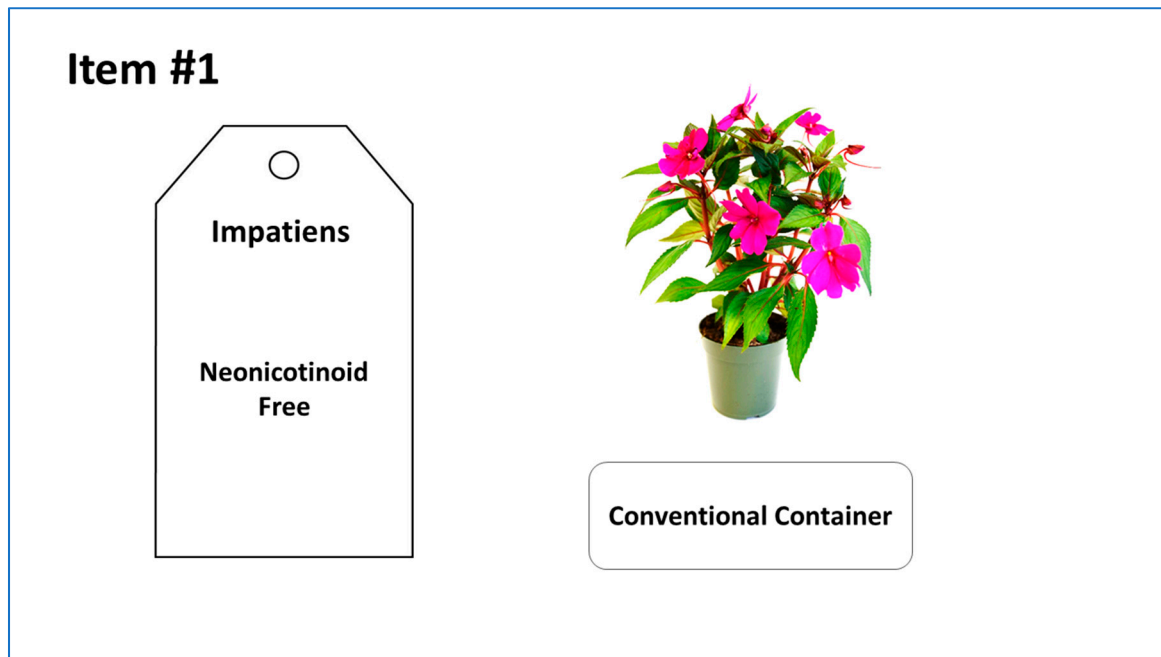 Item #1
Impatiens
Neonicotinoid
Free
Conventional Container